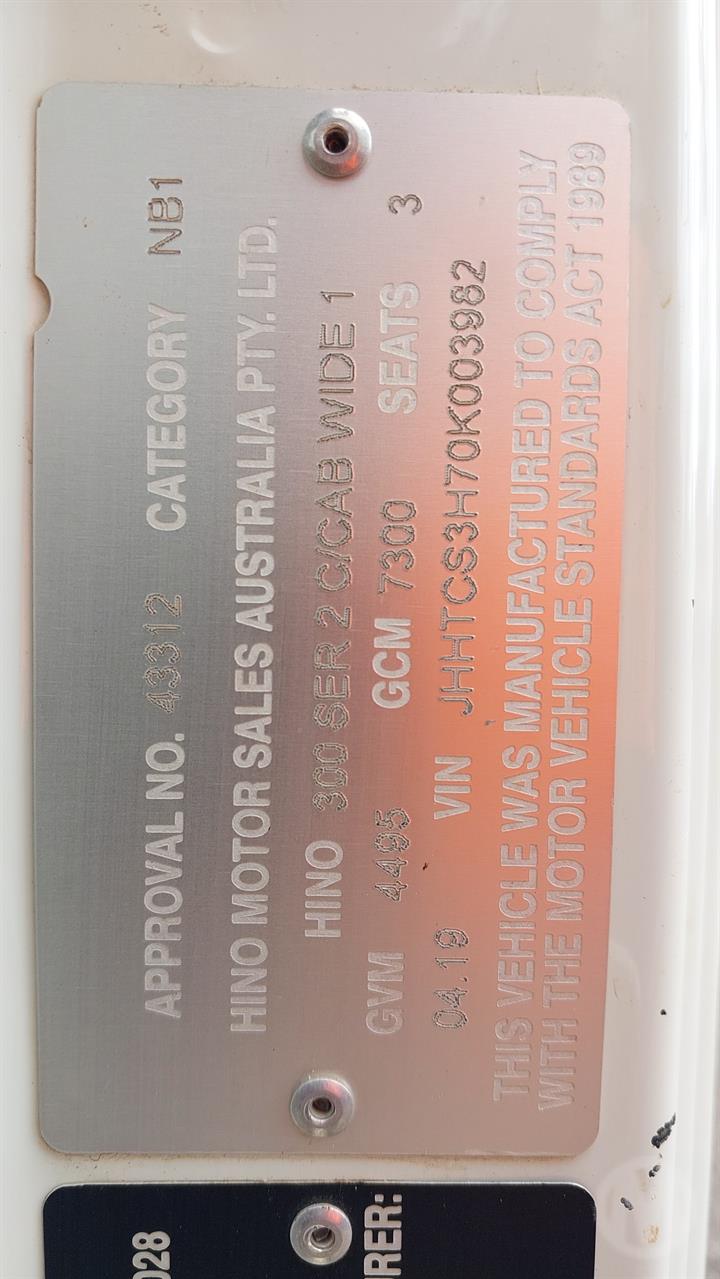 APPROVAL NO. 43312 CATEGORY NB1
HINO MOTOR SALES AUSTRALIA PTY. LTD.
HINO 300 SER 2 C/CAB WIDE 1
GVM 4495 GCM 7300 SEATS 3
04.19 VIN JHHTCS3H70K003982
THIS VEHICLE WAS MANUFACTURED TO COMPLY
WITH THE MOTOR VEHICLE STANDARDS ACT 1989
028
RER: